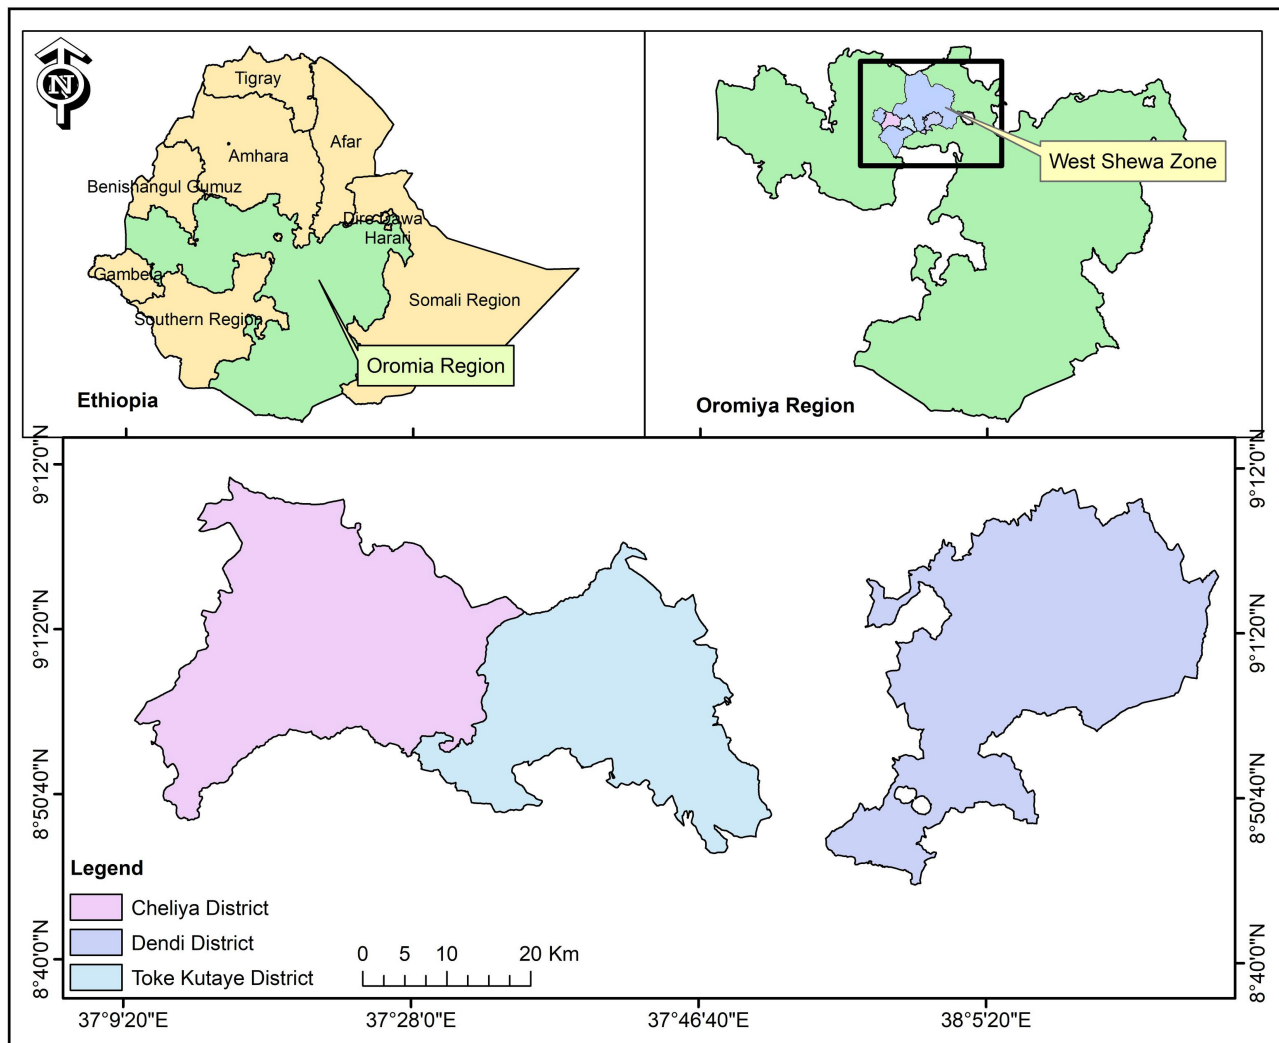 N
Tigray
Afar
Amhara
Benishangul Gumuz
Dire Dawa
Harari
Gambela
Somali Region
Southern Region
Oromia Region
Ethiopia
West Shewa Zone
Oromiya Region
9°12'0"N
9°1'20"N
8°50'40"N
8°40'0"N
9°12'0"N
9°1'20"N
8°50'40"N
8°40'0"N
Legend
Cheliya District
Dendi District
Toke Kutaye District
0 5 10 20 Km
37°9'20"E 37°28'0"E 37°46'40"E 38°5'20"E